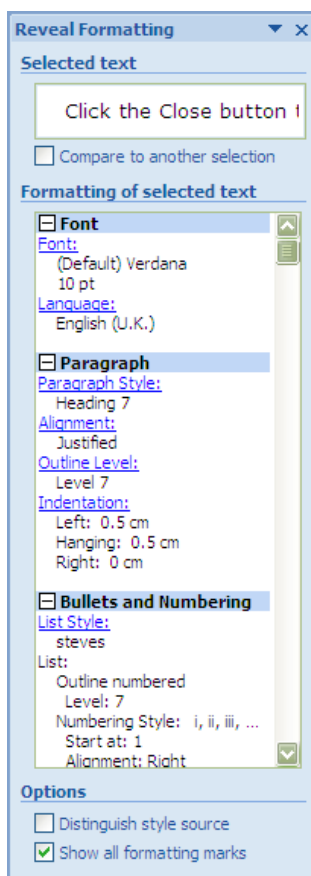 Reveal Formatting
Selected text
Click the Close button
Compare to another selection
Formatting of selected text
Font
Font:
(Default) Verdana
10 pt
Language:
English (U.K.)
Paragraph
Paragraph Style:
Heading 7
Alignment:
Justified
Outline Level:
Level 7
Indentation:
Left: 0.5 cm
Hanging: 0.5 cm
Right: 0 cm
Bullets and Numbering
List Style:
steves
List:
Outline numbered
Level: 7
Numbering Style: i, ii, iii, ...
Start at: 1
Alignment: Right
Options
Distinguish style source
Show all formatting marks